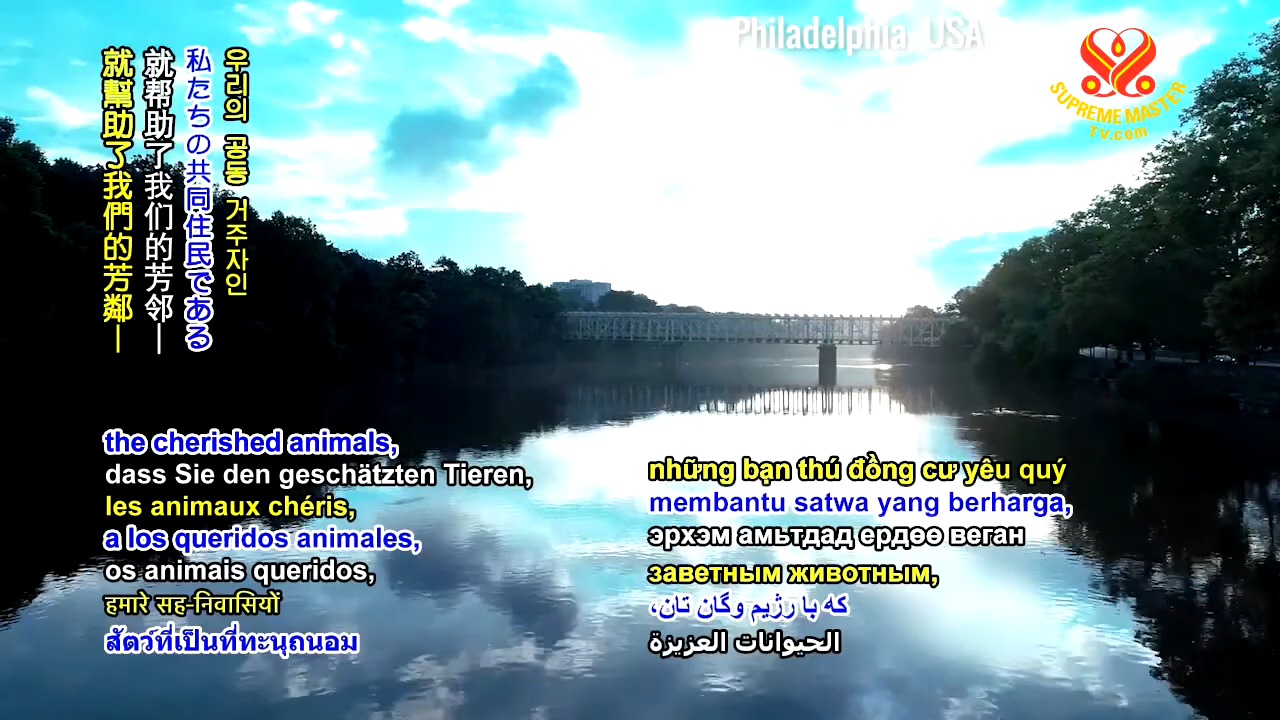 Philadelphia, USA
SUPREME MASTER
TV.com
우리의 공동 거주자인
私たちの共同住民である
就帮助了我们的芳邻—
就幫助了我們的芳鄰—
the cherished animals,
dass Sie den geschätzten Tieren,
les animaux chéris,
a los queridos animales,
os animais queridos,
हमारे सह-निवासियों
สัตว์ที่เป็นที่ทะนุถนอม
những bạn thú đồng cư yêu quý
membantu satwa yang berharga,
эрхэм амьтдад ердөө веган
заветным животным,
که با رژیم وگان تان،
الحيوانات العزيزة